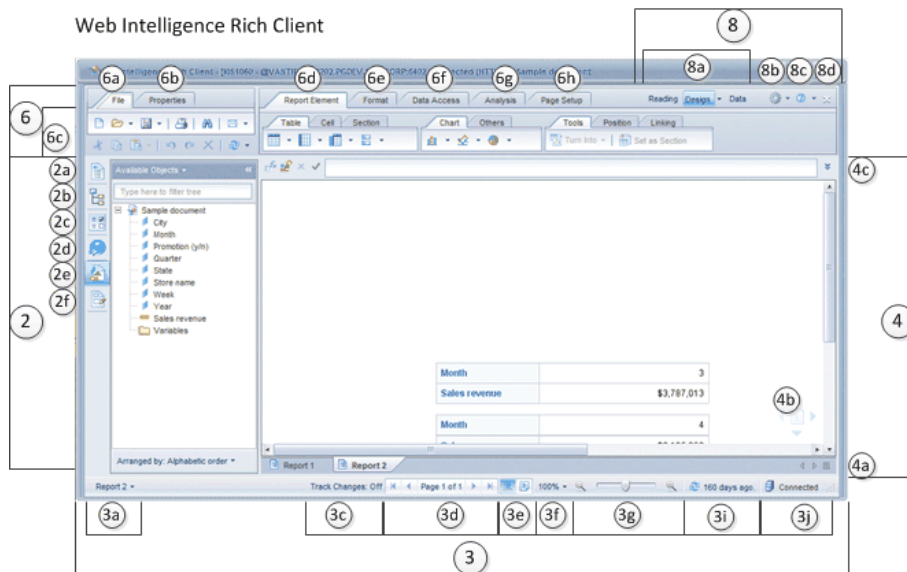 Web Intelligence Rich Client
8
8a
8b 8c 8d
6a 6b 6d 6e 6f 6g 6h
Sample document
File Properties Report Element Format Data Access Analysis Page Setup Reading Design Data
6
6c
Table Cell Section Chart Others Tools Position Linking
Turn Into Set as Section
2a Available Objects 4c
2b Type here to filter tree
Sample document
2c City
Month
2d Promotion (y/n)
Quarter
2e State
Store name
2f Week
2 Year 4
Sales revenue
Variables
Month 3
Sales revenue $3,787,013
4b
Month 4
Arranged by: Alphabetic order Report 1 Report 2
4a
Report 2 Track Changes: Off Page 1 of 1 100% 160 days ago. Connected
3a 3c 3d 3e 3f 3g 3i 3j
3